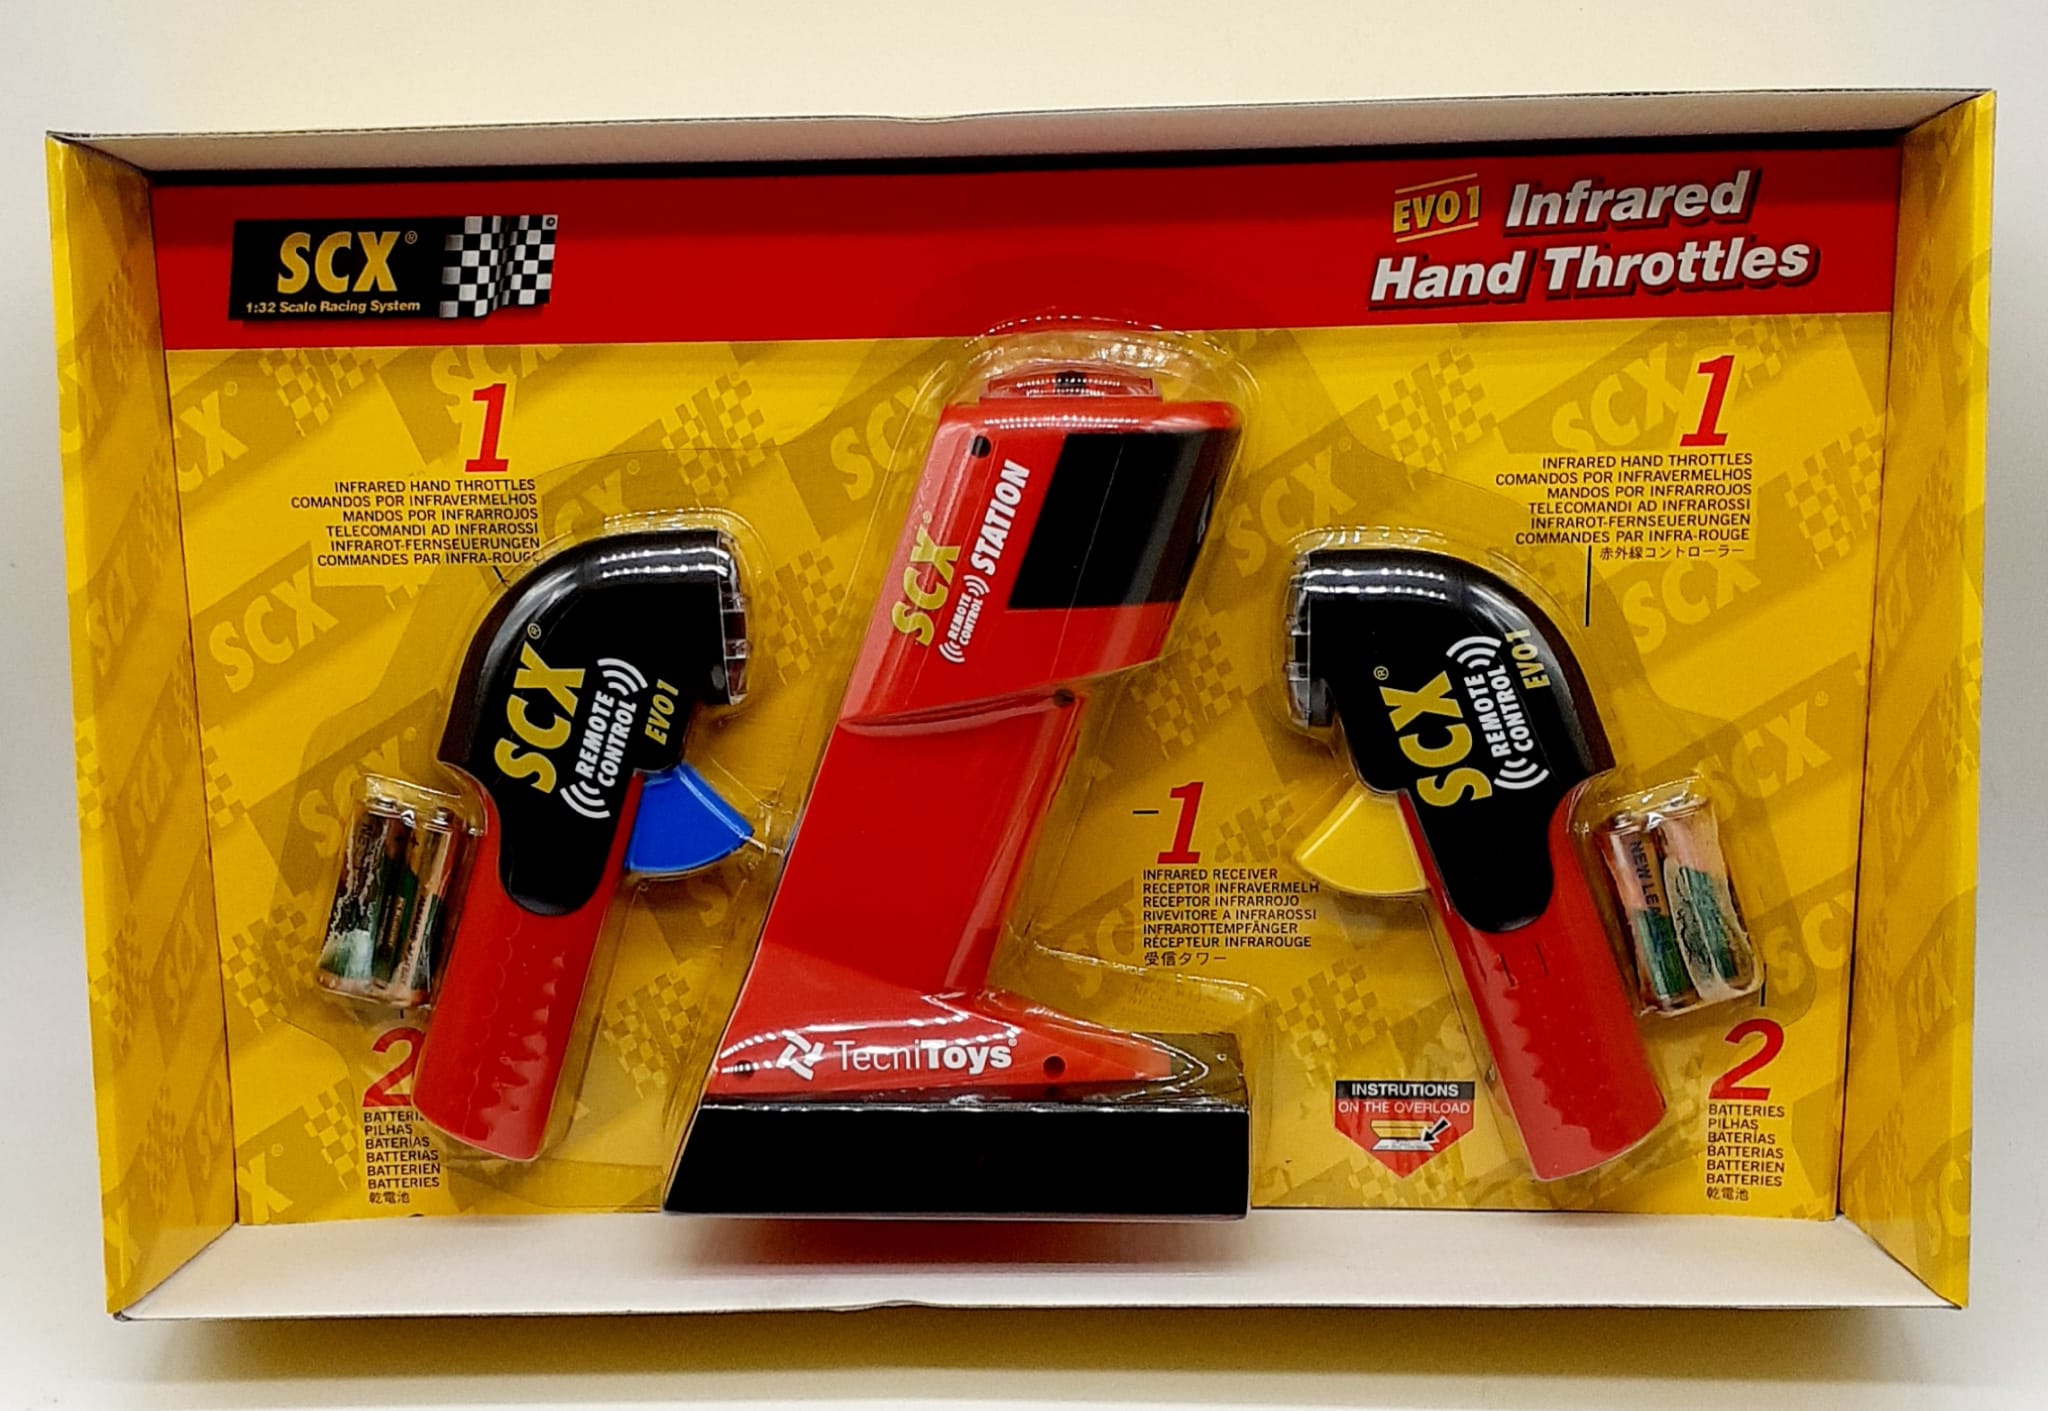 SCX®
1:32 Scale Racing System
EVO1 Infrared
Hand Throttles
1
INFRARED HAND THROTTLES
COMANDOS POR INFRAVERMELHOS
MANDOS POR INFRARROJOS
TELECOMANDI AD INFRAROSSI
INFRAROT-FERNSEUERUNGEN
COMMANDES PAR INFRA-ROUGE
1
INFRARED HAND THROTTLES
COMANDOS POR INFRAVERMELHOS
MANDOS POR INFRARROJOS
TELECOMANDI AD INFRAROSSI
INFRAROT-FERNSEUERUNGEN
COMMANDES PAR INFRA-ROUGE
赤外線コントローラー
SCX®
REMOTE
CONTROL
EVO1
SCX®
REMOTE
CONTROL
STATION
SCX®
REMOTE
CONTROL
EVO1
1
INFRARED RECEIVER
RECEPTOR INFRAVERMELH
RECEPTOR INFRARROJO
RIVEVITORE A INFRAROSSI
INFRAROTTEMPFÄNGER
RÉCEPTEUR INFRAROUGE
受信タワー
TecniToys®
2
BATTERI
PILHAS
BATERÍAS
BATTERIAS
BATTERIEN
BATTERIES
乾電池
INSTRUTIONS
ON THE OVERLOAD
NEW LEA
2
BATTERIES
PILHAS
BATERÍAS
BATTERIAS
BATTERIEN
BATTERIES
乾電池